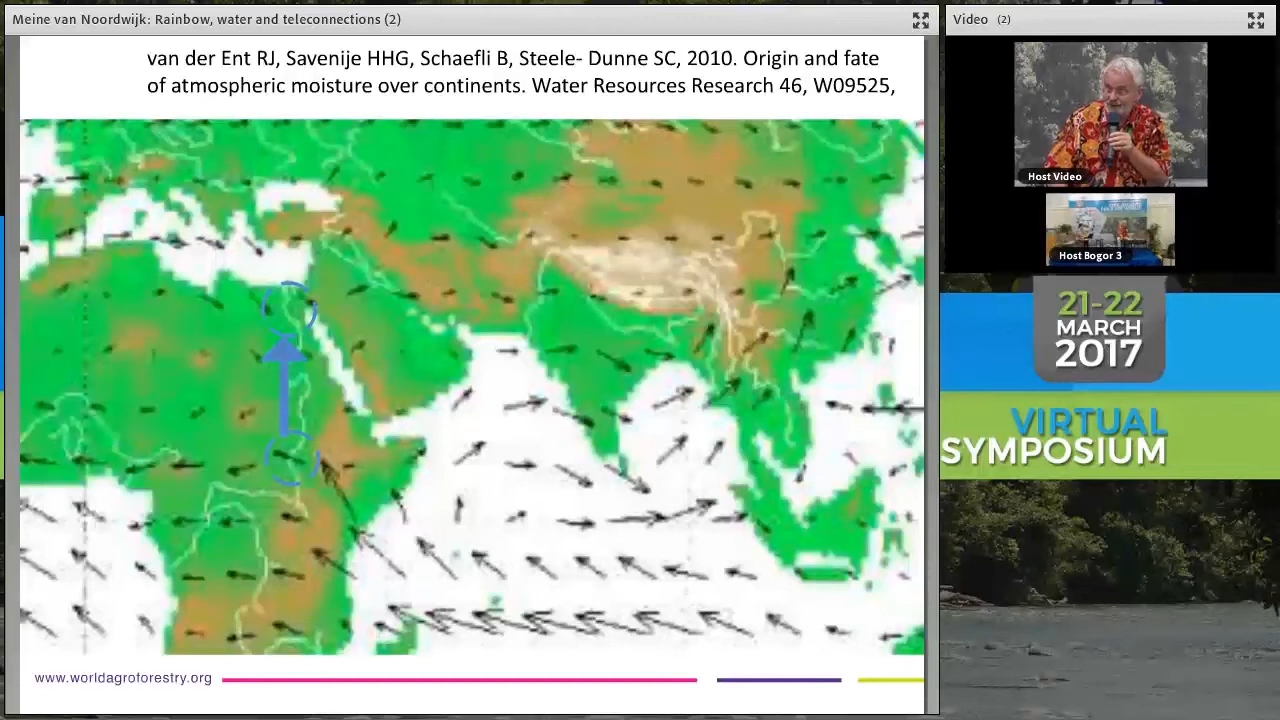 Meine van Noordwijk: Rainbow, water and teleconnections (2)
van der Ent RJ, Savenije HHG, Schaefli B, Steele- Dunne SC, 2010. Origin and fate
of atmospheric moisture over continents. Water Resources Research 46, W09525,
www.worldagroforestry.org
Video (2)
Host Video
Host Bogor 3
21-22
MARCH
2017
VIRTUAL
SYMPOSIUM